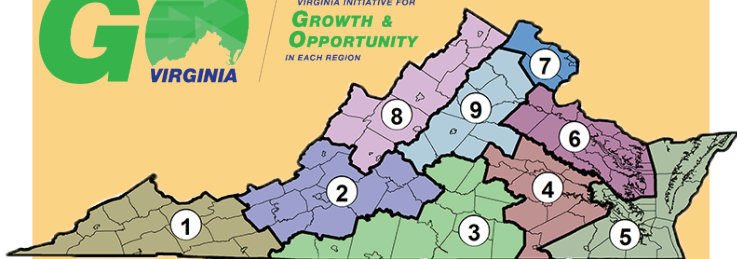 GO
VIRGINIA
VIRGINIA INITIATIVE FOR
GROWTH &
OPPORTUNITY
IN EACH REGION
7
8
9
6
2
4
1
3
5